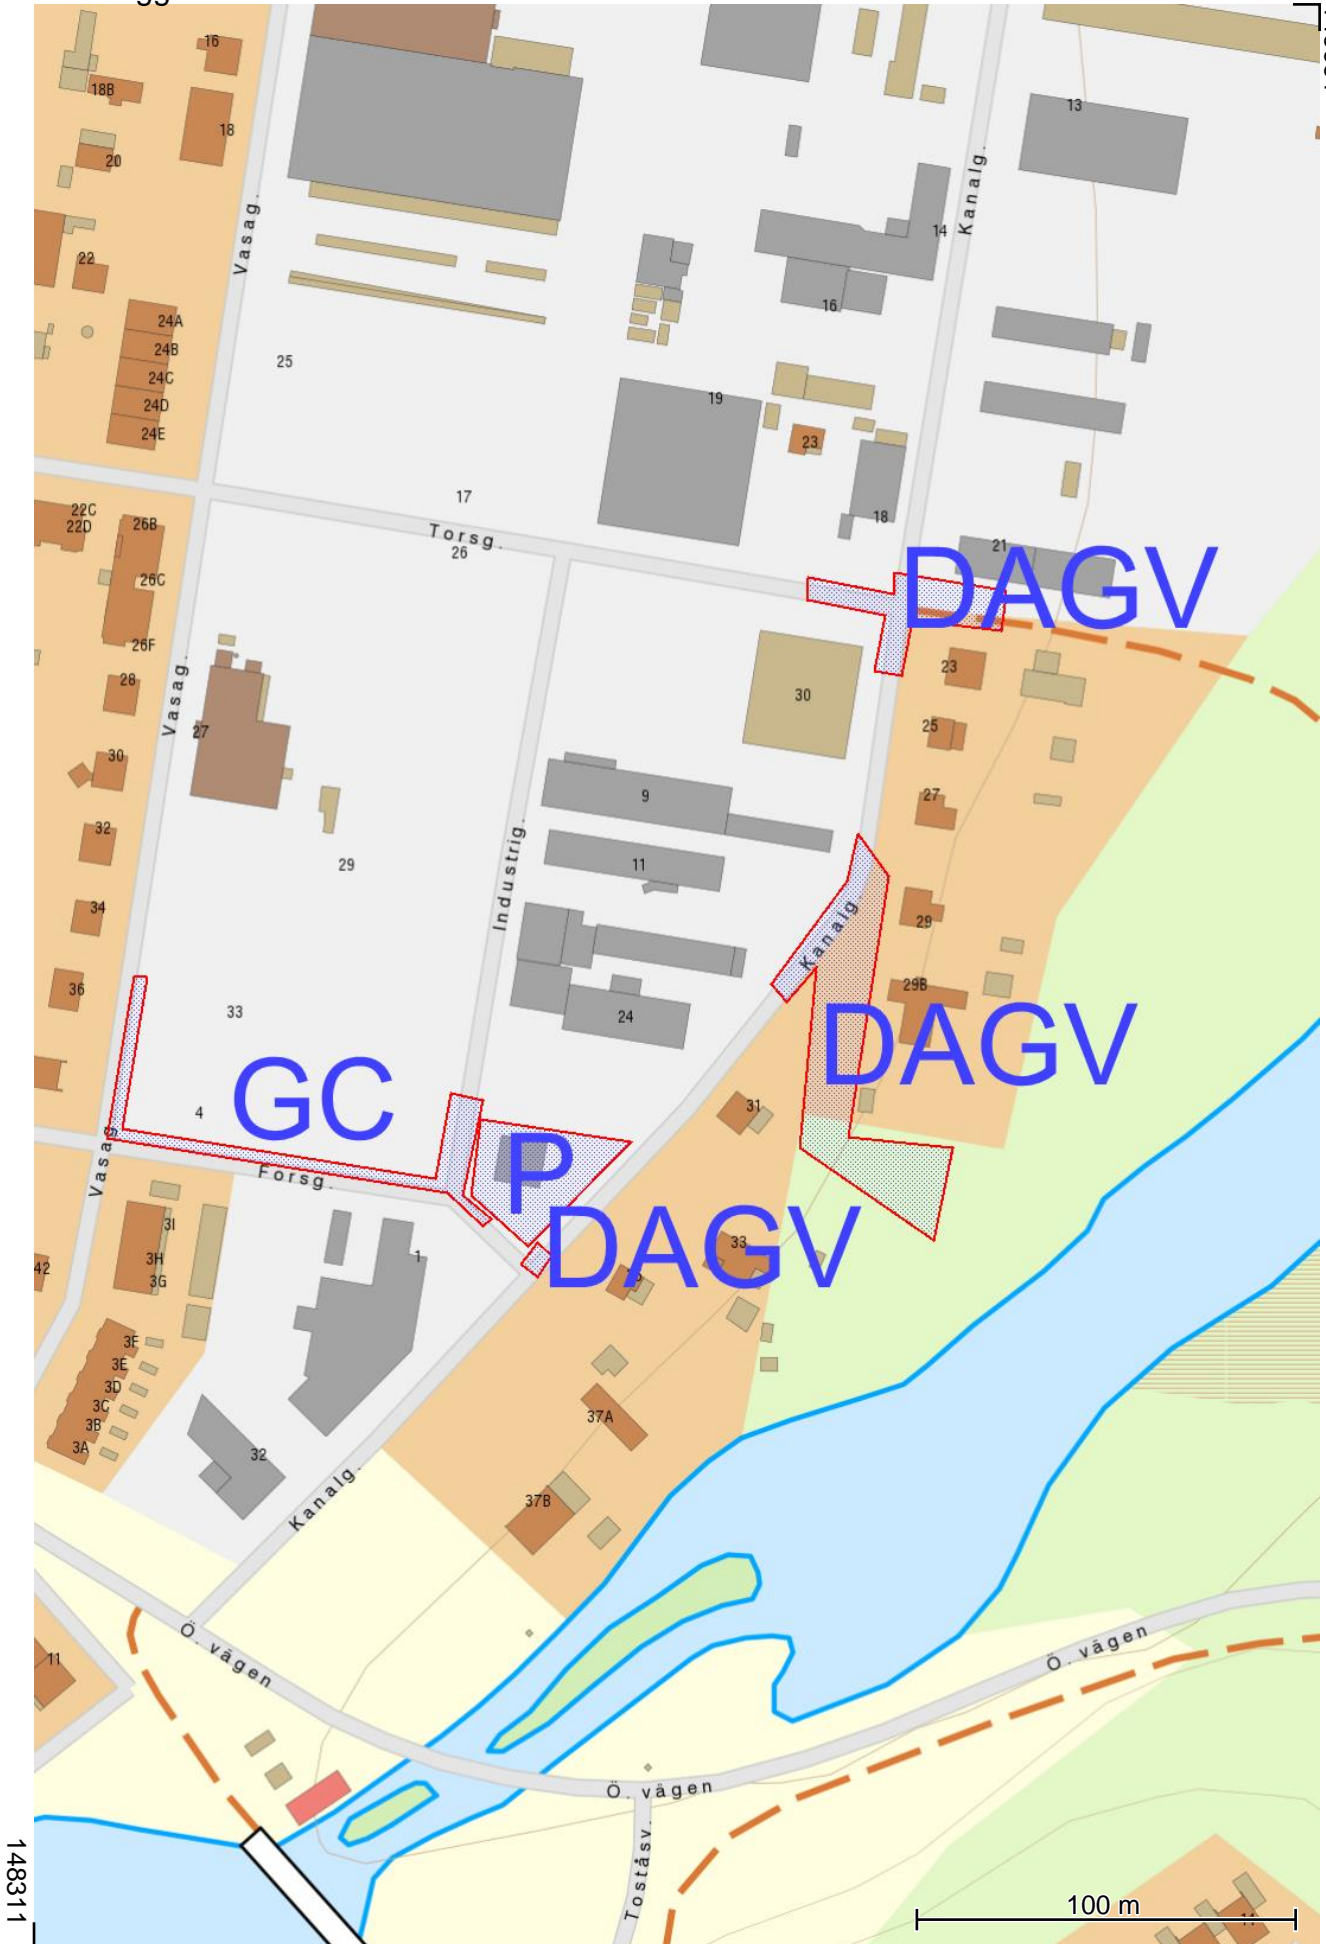 16
18B
18
13
20
Vasag.
Kanalg.
14
22
16
24A
24B
25
24C
19
24D
24E
23
17
22C
18
22D
26B
Torsg.
26
21
26C
DAGV
26F
23
28
30
Vasag.
25
27
30
9
27
32
29
11
Industrig.
34
29
Kanalg
36
29B
33
24
DAGV
GC
31
4
P
Vasag
Forsg.
DAGV
3I
33
1
3H
42
3G
3F
3E
3D
3C
37A
3B
3A
32
Kanalg.
37B
Ö. vägen
Ö. vägen
11
Ö. vägen
Toståsv.
148311
100 m